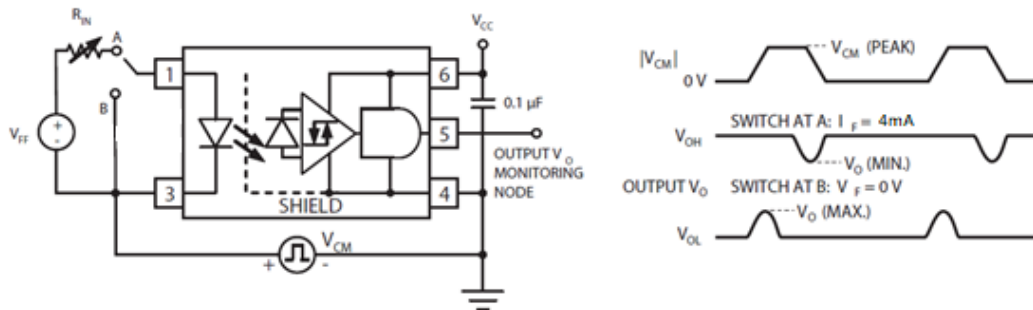 R_IN
A
B
V_FF
+
-
1
3
SHIELD
6
5
4
V_CC
0.1 µF
OUTPUT V_O
MONITORING
NODE
V_CM
+
-
|V_CM|
0 V
V_CM (PEAK)
SWITCH AT A: I_F = 4mA
V_OH
V_O (MIN.)
OUTPUT V_O
SWITCH AT B: V_F = 0 V
V_O (MAX.)
V_OL